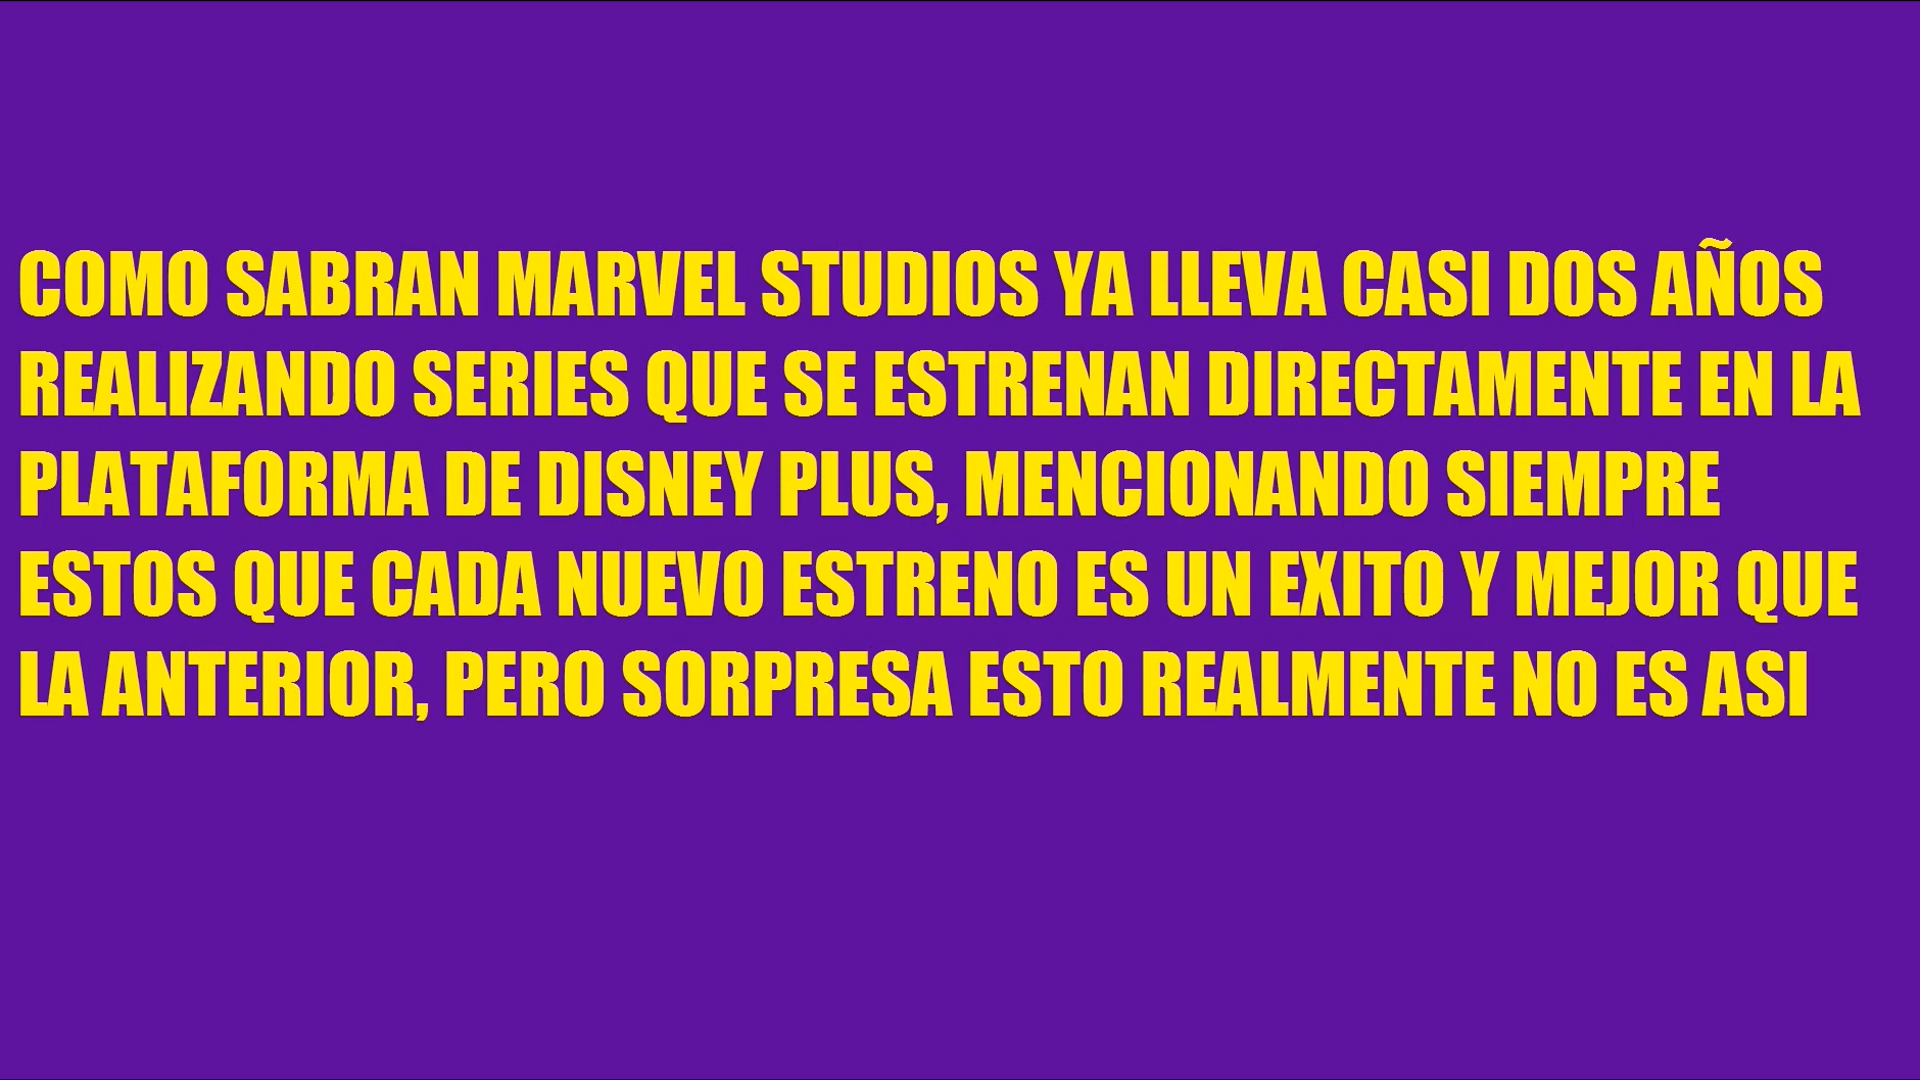 COMO SABRAN MARVEL STUDIOS YA LLEVA CASI DOS AÑOS
REALIZANDO SERIES QUE SE ESTRENAN DIRECTAMENTE EN LA
PLATAFORMA DE DISNEY PLUS, MENCIONANDO SIEMPRE
ESTOS QUE CADA NUEVO ESTRENO ES UN EXITO Y MEJOR QUE
LA ANTERIOR, PERO SORPRESA ESTO REALMENTE NO ES ASI